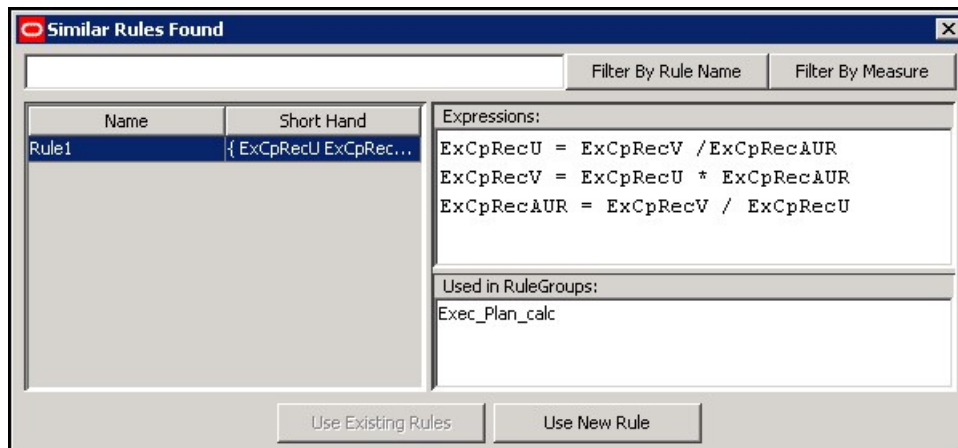 Similar Rules Found
Filter By Rule Name
Filter By Measure
Name
Short Hand
Rule1
{ ExCpRecU ExCpRec...
Expressions:
ExCpRecU = ExCpRecV /ExCpRecAUR
ExCpRecV = ExCpRecU * ExCpRecAUR
ExCpRecAUR = ExCpRecV / ExCpRecU
Used in RuleGroups:
Exec_Plan_calc
Use Existing Rules
Use New Rule